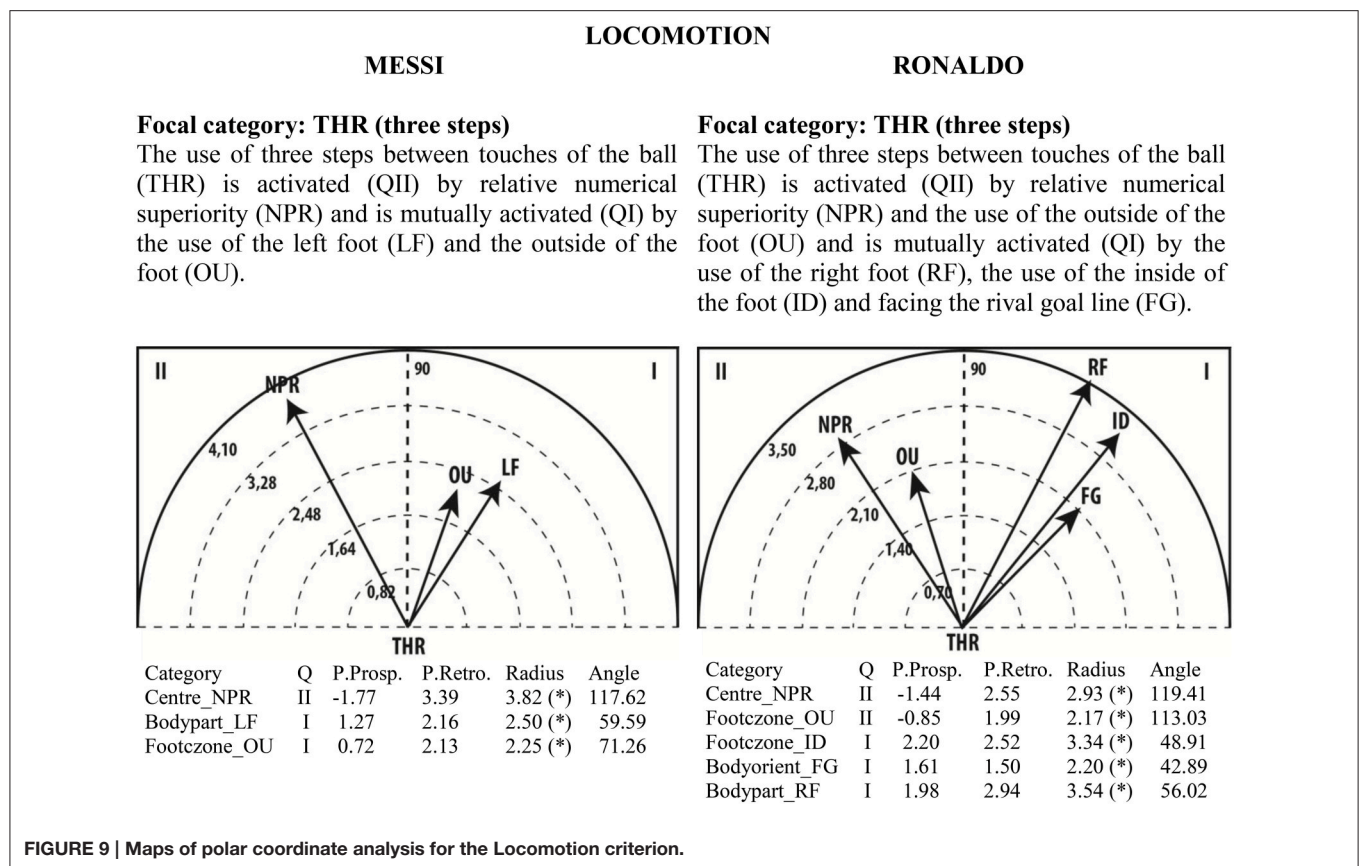 LOCOMOTION
MESSI
Focal category: THR (three steps)
The use of three steps between touches of the ball
(THR) is activated (QII) by relative numerical
superiority (NPR) and is mutually activated (QI) by
the use of the left foot (LF) and the outside of the
foot (OU).
II
90
I
NPR
OU
LF
4,10
3,28
2,48
1,64
0,82
THR
Category Q P.Prosp. P.Retro. Radius Angle
Centre_NPR II -1.77 3.39 3.82 (*) 117.62
Bodypart_LF I 1.27 2.16 2.50 (*) 59.59
Footczone_OU I 0.72 2.13 2.25 (*) 71.26
RONALDO
Focal category: THR (three steps)
The use of three steps between touches of the ball
(THR) is activated (QII) by relative numerical
superiority (NPR) and the use of the outside of the
foot (OU) and is mutually activated (QI) by the
use of the right foot (RF), the use of the inside of
the foot (ID) and facing the rival goal line (FG).
II
90
RF
I
NPR
ID
OU
FG
3,50
2,80
2,10
1,40
0,70
THR
Category Q P.Prosp. P.Retro. Radius Angle
Centre_NPR II -1.44 2.55 2.93 (*) 119.41
Footczone_OU II -0.85 1.99 2.17 (*) 113.03
Footczone_ID I 2.20 2.52 3.34 (*) 48.91
Bodyorient_FG I 1.61 1.50 2.20 (*) 42.89
Bodypart_RF I 1.98 2.94 3.54 (*) 56.02
FIGURE 9 | Maps of polar coordinate analysis for the Locomotion criterion.